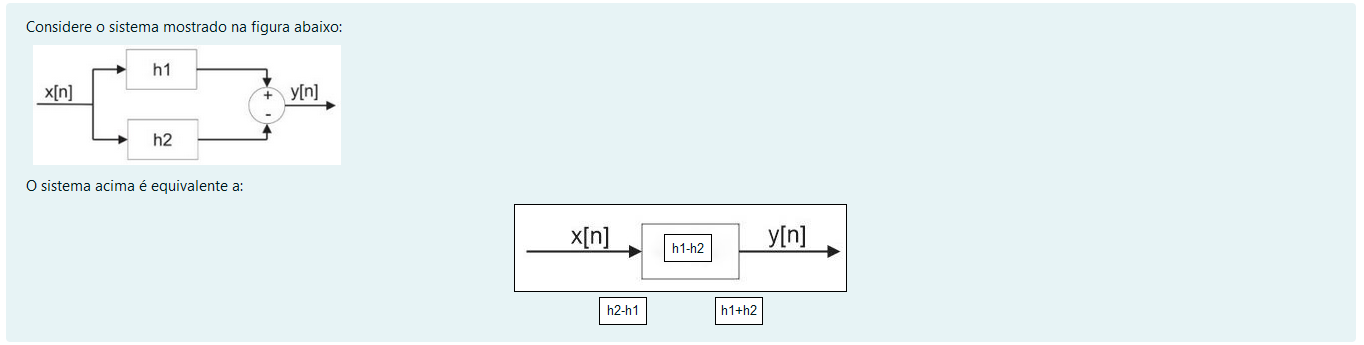 Considere o sistema mostrado na figura abaixo:
h1
x[n]
+
y[n]
-
h2
O sistema acima é equivalente a:
x[n]
h1-h2
y[n]
h2-h1
h1+h2